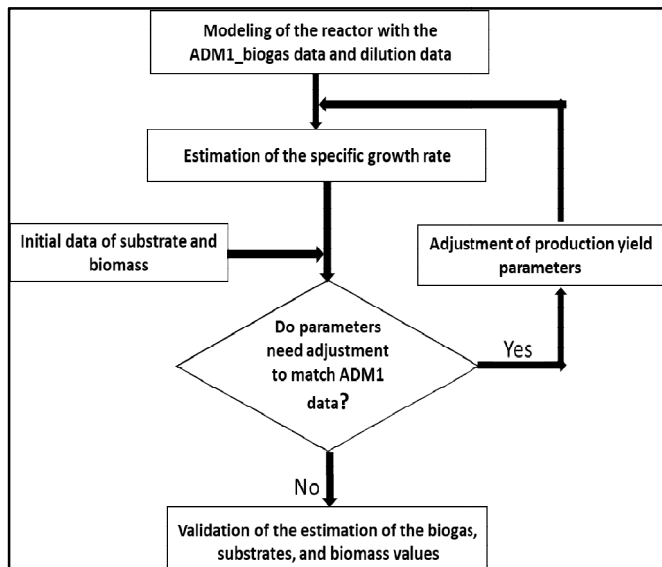 Modeling of the reactor with the
ADM1_biogas data and dilution data
Estimation of the specific growth rate
Initial data of substrate and
biomass
Adjustment of production yield
parameters
Do parameters
need adjustment
to match ADM1
data?
Yes
No
Validation of the estimation of the biogas,
substrates, and biomass values